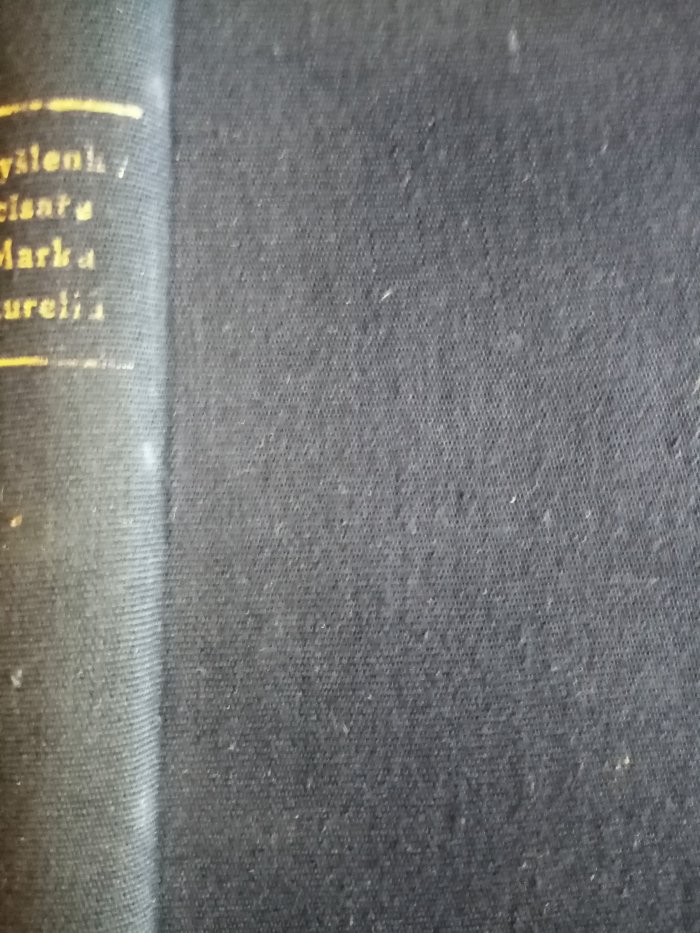 yšlenky
císaře
Marka
urelia